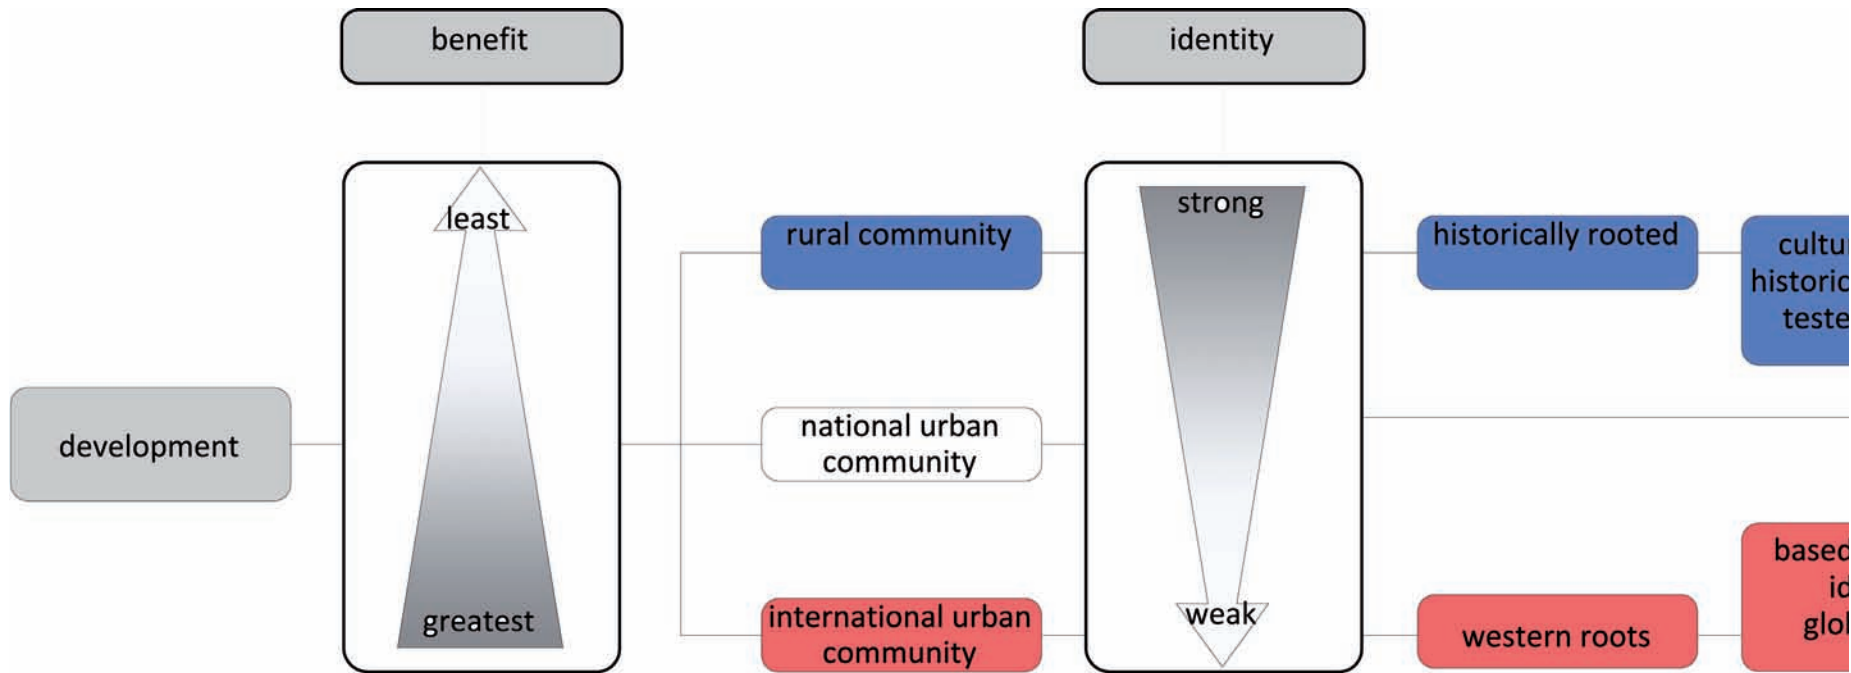 benefit
identity
least
strong
rural community
historically rooted
development
national urban
community
greatest
weak
international urban
community
western roots